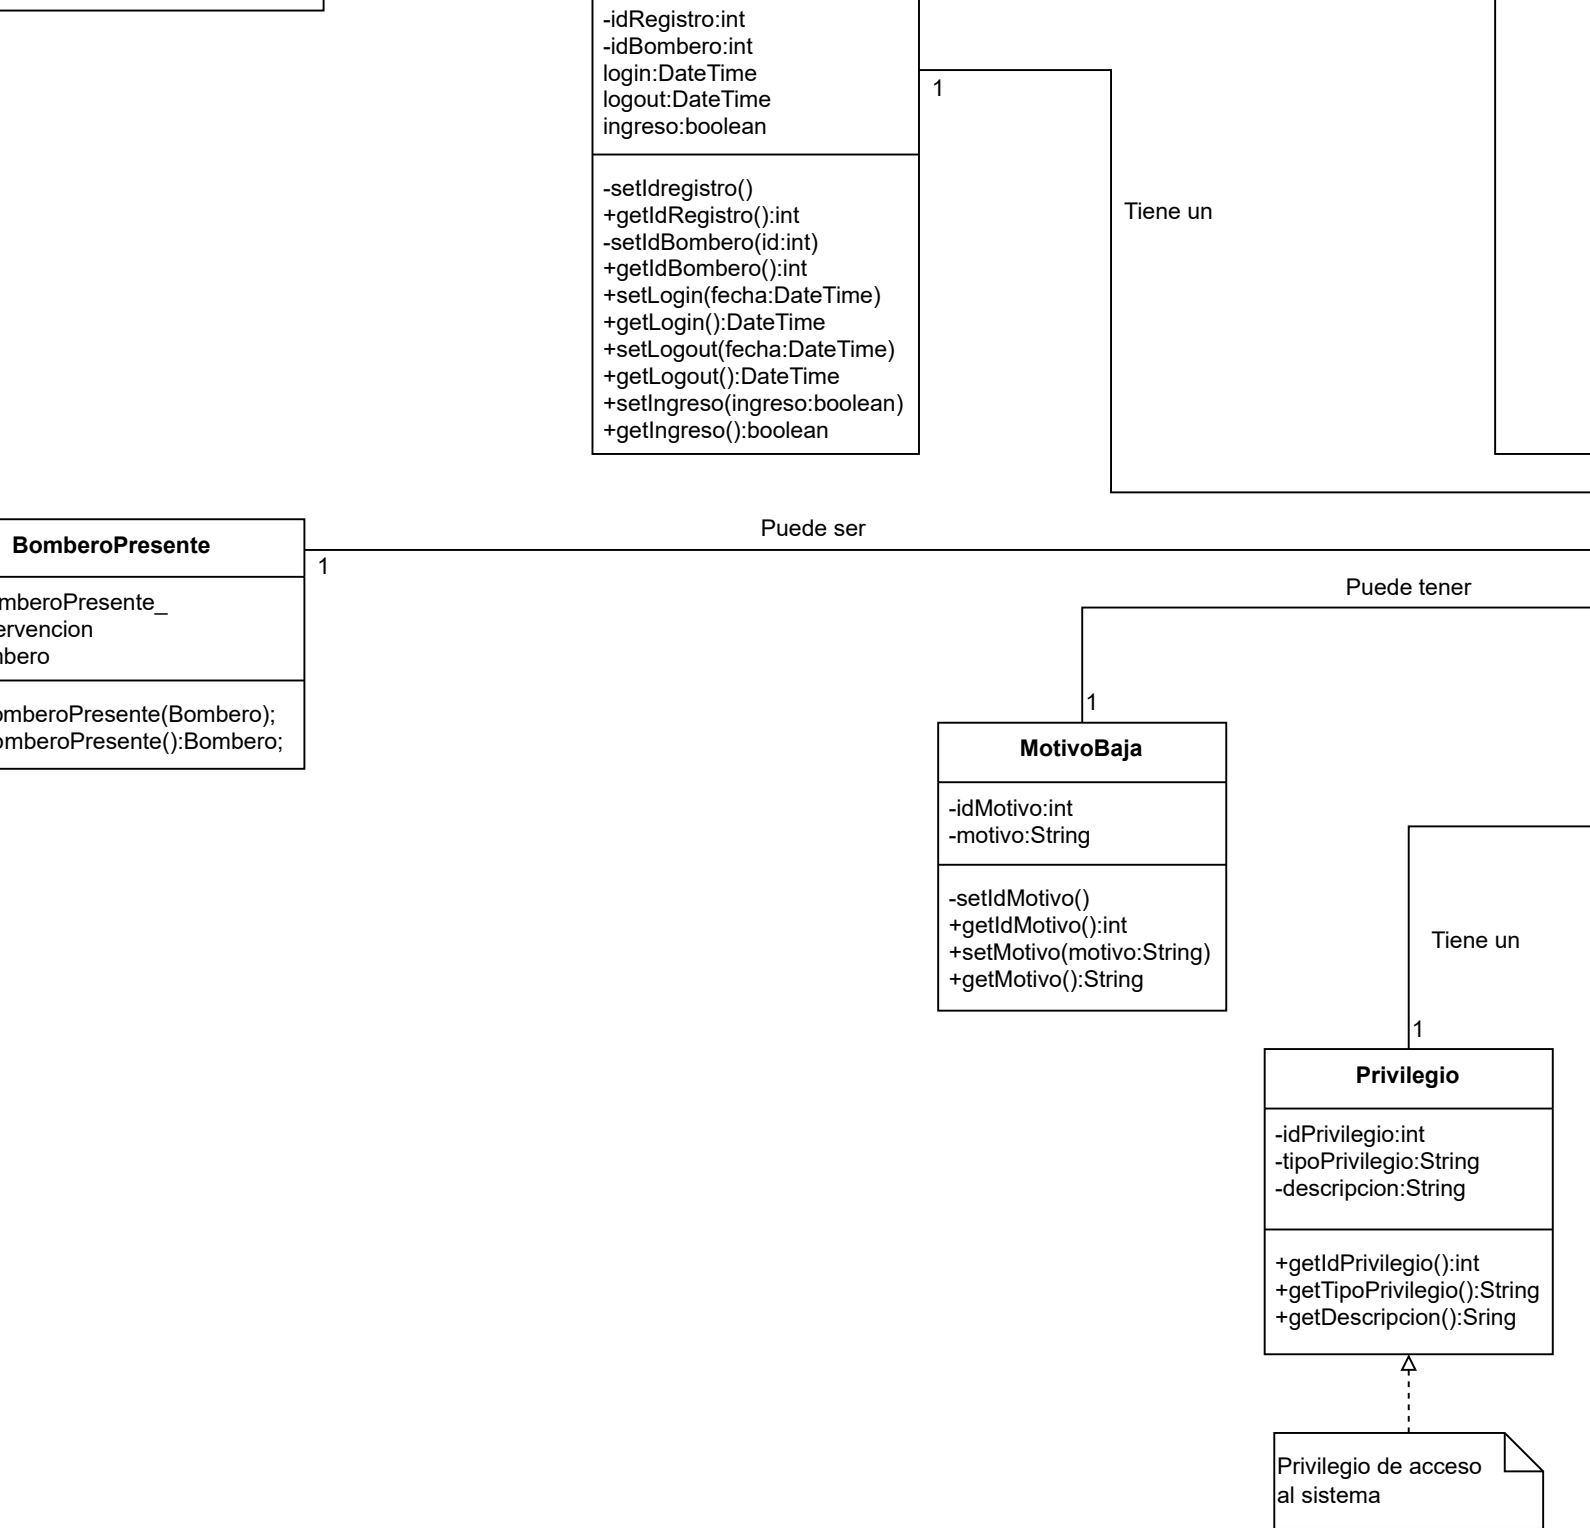 -idRegistro:int
-idBombero:int
login:DateTime
logout:DateTime
ingreso:boolean
-setIdregistro()
+getIdRegistro():int
-setIdBombero(id:int)
+getIdBombero():int
+setLogin(fecha:DateTime)
+getLogin():DateTime
+setLogout(fecha:DateTime)
+getLogout():DateTime
+setIngreso(ingreso:boolean)
+getIngreso():boolean
1
Tiene un
BomberoPresente
mberoPresente_
ervencion
bero
omberoPresente(Bombero);
omberoPresente():Bombero;
1
Puede ser
Puede tener
1
MotivoBaja
-idMotivo:int
-motivo:String
-setIdMotivo()
+getIdMotivo():int
+setMotivo(motivo:String)
+getMotivo():String
Tiene un
1
Privilegio
-idPrivilegio:int
-tipoPrivilegio:String
-descripcion:String
+getIdPrivilegio():int
+getTipoPrivilegio():String
+getDescripcion():Sring
Privilegio de acceso
al sistema